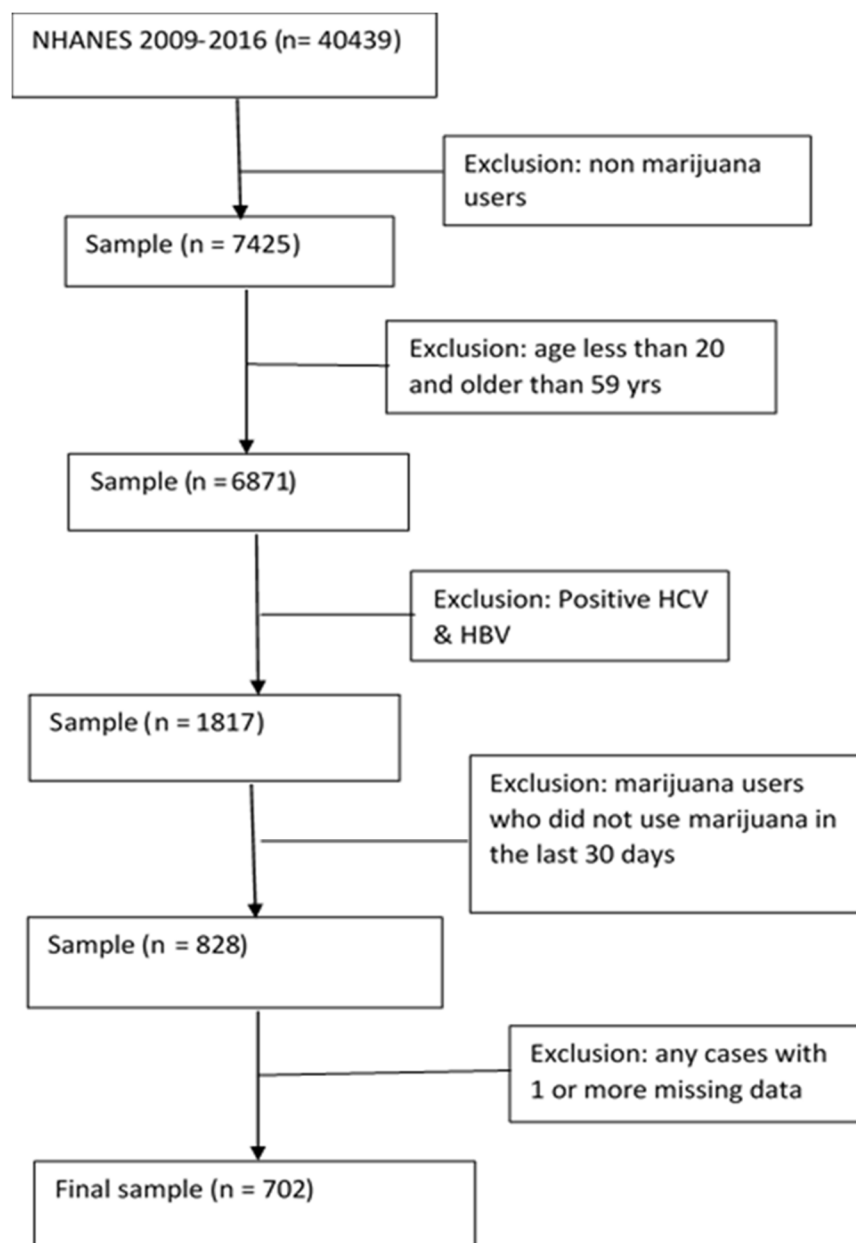 NHANES 2009-2016 (n= 40439)
Exclusion: non marijuana
users
Sample (n = 7425)
Exclusion: age less than 20
and older than 59 yrs
Sample (n = 6871)
Exclusion: Positive HCV
& HBV
Sample (n = 1817)
Exclusion: marijuana users
who did not use marijuana in
the last 30 days
Sample (n = 828)
Exclusion: any cases with
1 or more missing data
Final sample (n = 702)